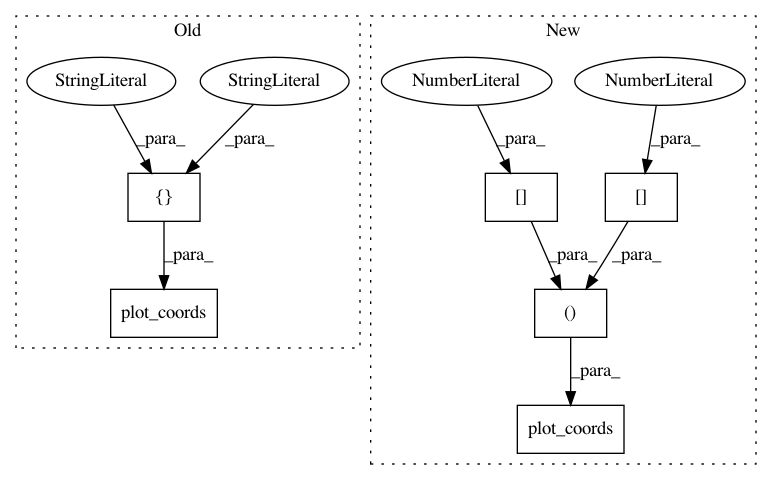 Old
New
StringLiteral
StringLiteral
NumberLiteral
NumberLiteral
_para_
_para_
_para_
_para_
{}
[]
[]
_para_
_para_
_para_
plot_coords
()
_para_
plot_coords